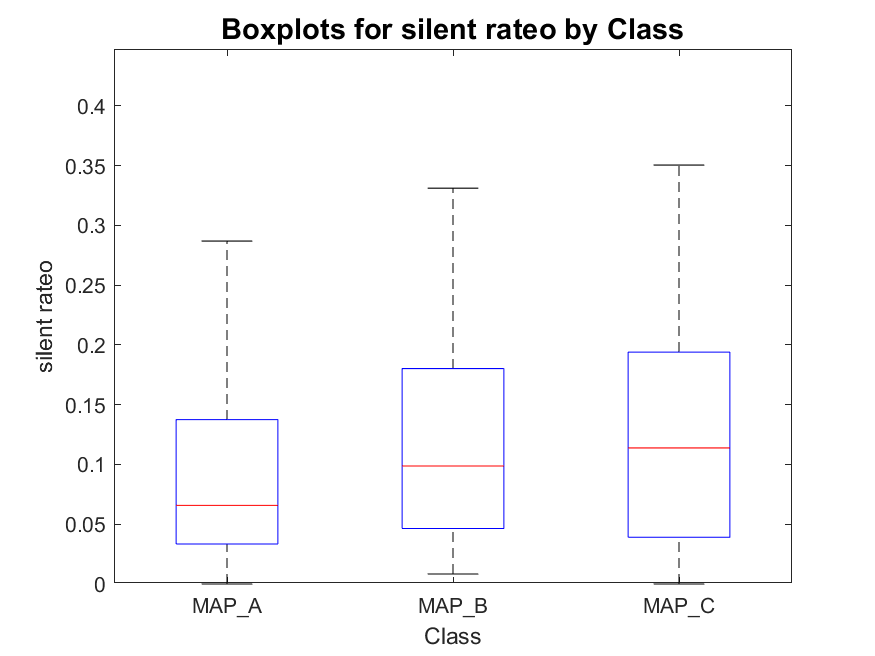 Boxplots for silent rateo by Class
0.4
0.35
0.3
0.25
0.2
0.15
0.1
0.05
0
silent rateo
MAP_A MAP_B MAP_C
Class